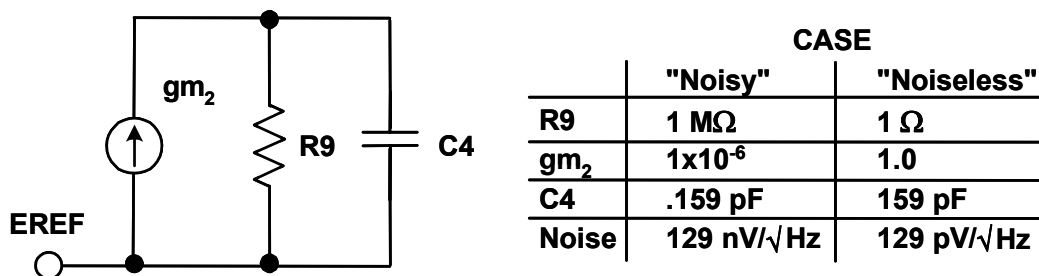 gm₂
R9
C4
EREF
CASE
"Noisy" "Noiseless"
R9 1 MΩ 1 Ω
gm₂ 1x10⁻⁶ 1.0
C4 .159 pF 159 pF
Noise 129 nV/√Hz 129 pV/√Hz